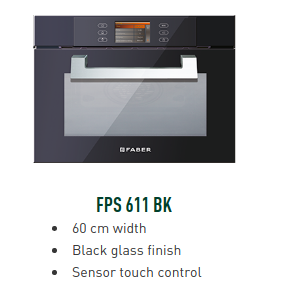 FABER
FPS 611 BK
60 cm width
Black glass finish
Sensor touch control